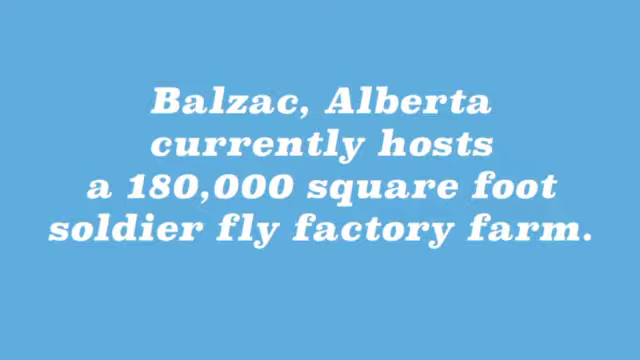 Balzac, Alberta
currently hosts
a 180,000 square foot
soldier fly factory farm.